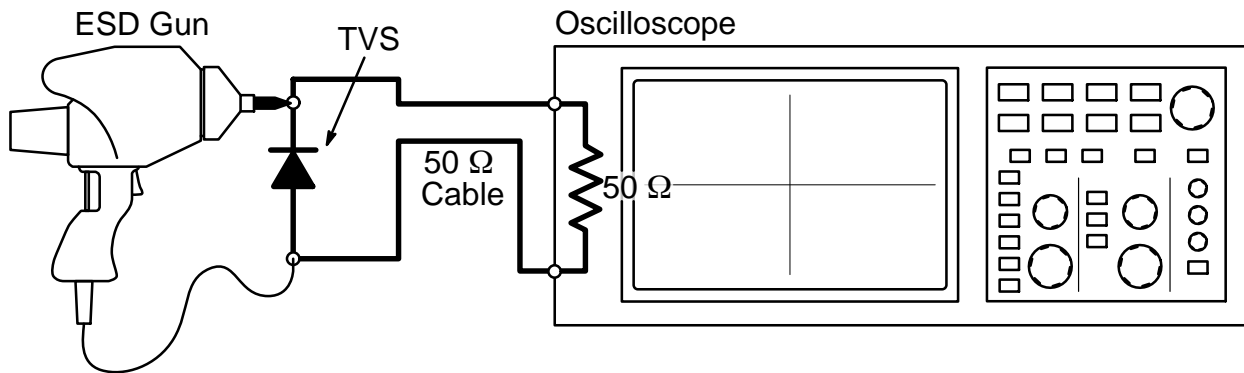 ESD Gun
TVS
Oscilloscope
50 Ω
Cable
50 Ω